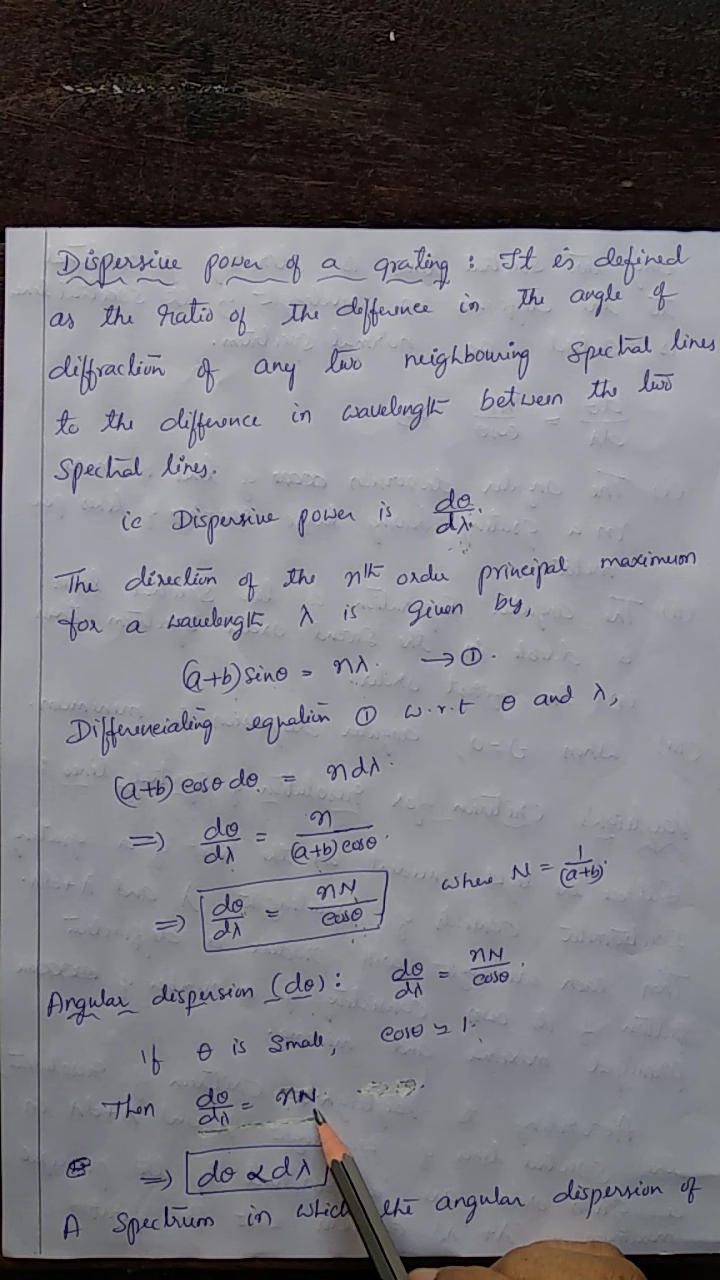 Dispersive power of a grating : It is defined
as the ratio of the difference in the angle of
diffraction of any two neighbouring spectral lines
to the difference in wavelength between the two
spectral lines.
ie Dispersive power is dθ/dλ.
The direction of the nth order principal maximum
for a wavelength λ is given by,
(a+b) sinθ = nλ. → ①.
Differenciating equation ① w.r.t θ and λ,
(a+b) cosθ dθ = n dλ.
⇒ dθ/dλ = n/(a+b) cosθ.
⇒ dθ/dλ = nN/cosθ where N = 1/(a+b).
Angular dispersion (dθ) : dθ/dλ = nN/cosθ.
If θ is small, cosθ ≃ 1.
Then dθ/dλ = nN.
⇒ dθ ∝ dλ
A spectrum in which the angular dispersion of